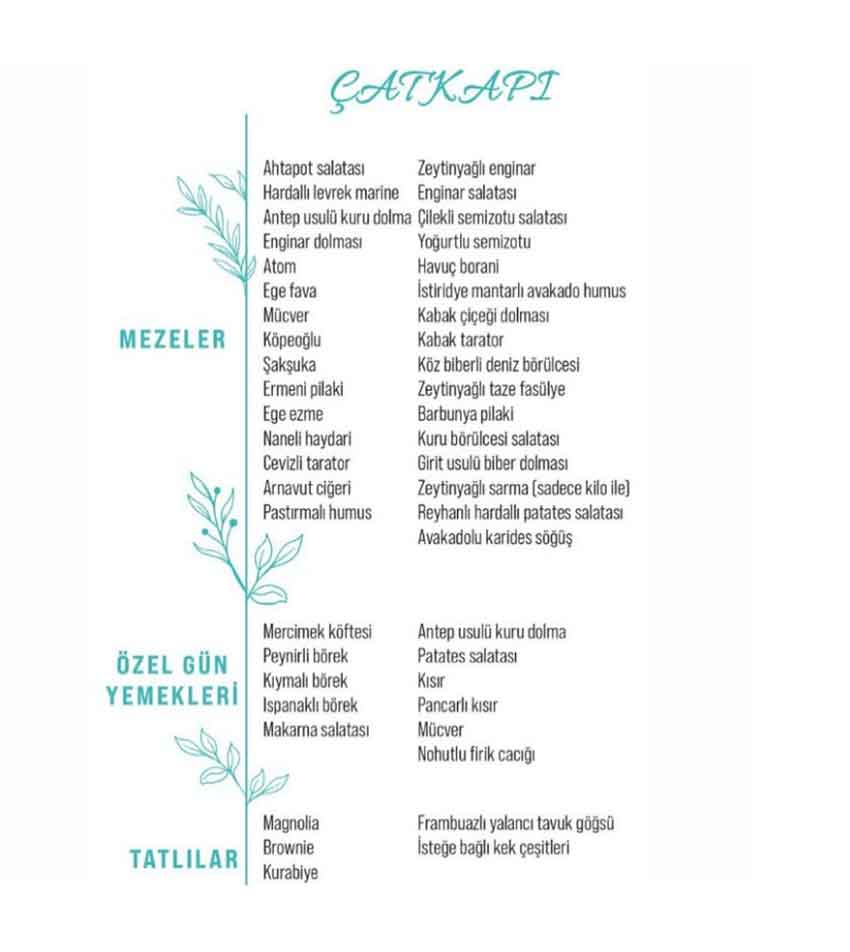 ÇATKAPI
MEZELER
Ahtapot salatası
Hardallı levrek marine
Antep usulü kuru dolma
Enginar dolması
Atom
Ege fava
Mücver
Köpeoğlu
Şakşuka
Ermeni pilaki
Ege ezme
Naneli haydari
Cevizli tarator
Arnavut ciğeri
Pastırmalı humus
Zeytinyağlı enginar
Enginar salatası
Çilekli semizotu salatası
Yoğurtlu semizotu
Havuç borani
İstiridye mantarlı avakado humus
Kabak çiçeği dolması
Kabak tarator
Köz biberli deniz börülcesi
Zeytinyağlı taze fasülye
Barbunya pilaki
Kuru börülcesi salatası
Girit usulü biber dolması
Zeytinyağlı sarma (sadece kilo ile)
Reyhanlı hardallı patates salatası
Avakadolu karides söğüş
ÖZEL GÜN
YEMEKLERİ
Mercimek köftesi
Peynirli börek
Kıymalı börek
Ispanaklı börek
Makarna salatası
Antep usulü kuru dolma
Patates salatası
Kısır
Pancarlı kısır
Mücver
Nohutlu firik cacığı
TATLILAR
Magnolia
Brownie
Kurabiye
Frambuazlı yalancı tavuk göğsü
İsteğe bağlı kek çeşitleri